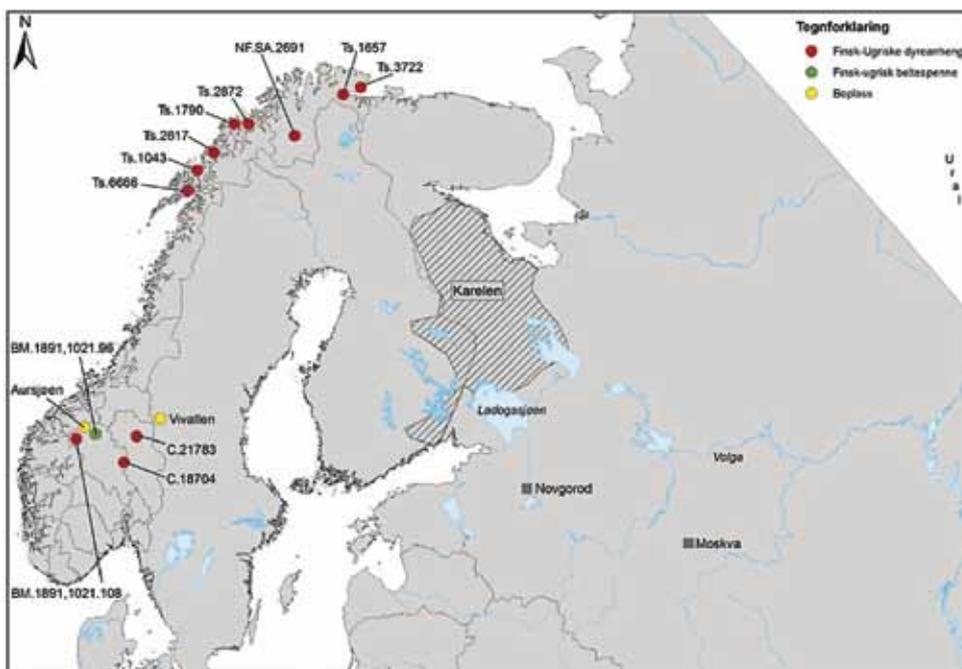 N
Tegnforklaring
Finsk-Ugriske dyreanheng
Finsk-ugrisk beltespenne
Boplass
NF.SA.2691
Ts.1657
Ts.3722
Ts.2872
Ts.1790
Ts.2617
Ts.1043
Ts.6666
Ural
Karelen
BM.1891,1021.96
Aursjøen
Vivallen
C.21783
C.18704
BM.1891,1021.108
Ladogasjøen
Volga
Novgorod
Moskva